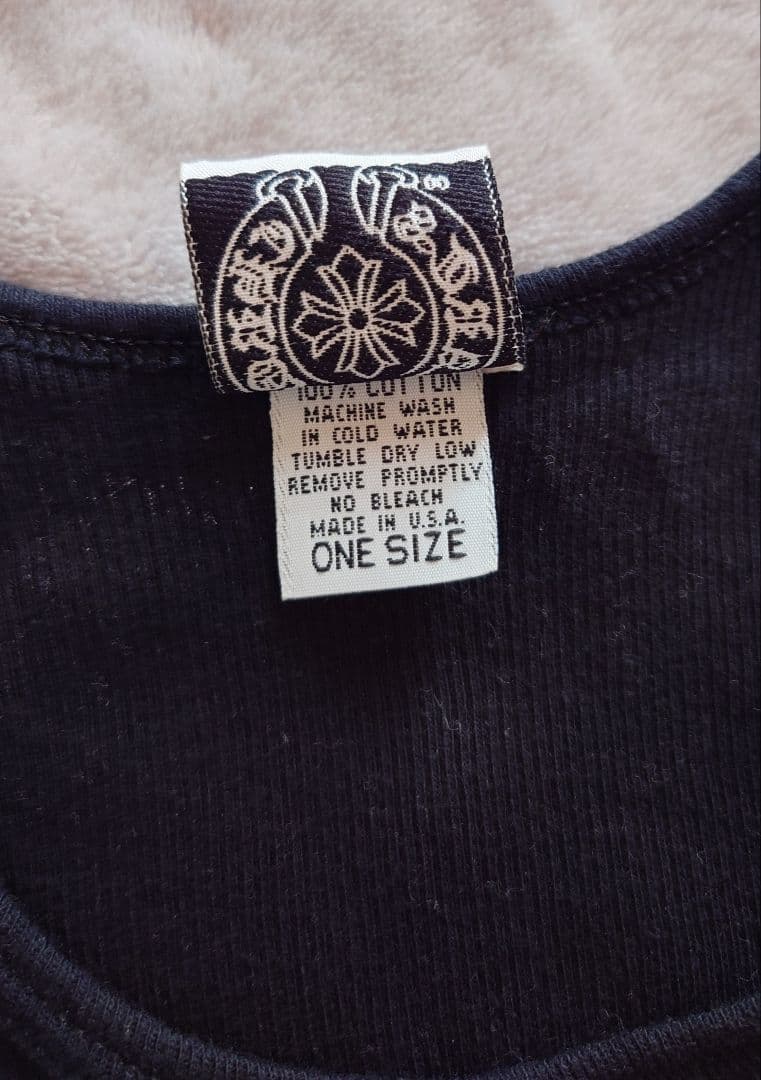 ®
100% COTTON
MACHINE WASH
IN COLD WATER
TUMBLE DRY LOW
REMOVE PROMPTLY
NO BLEACH
MADE IN U.S.A.
ONE SIZE